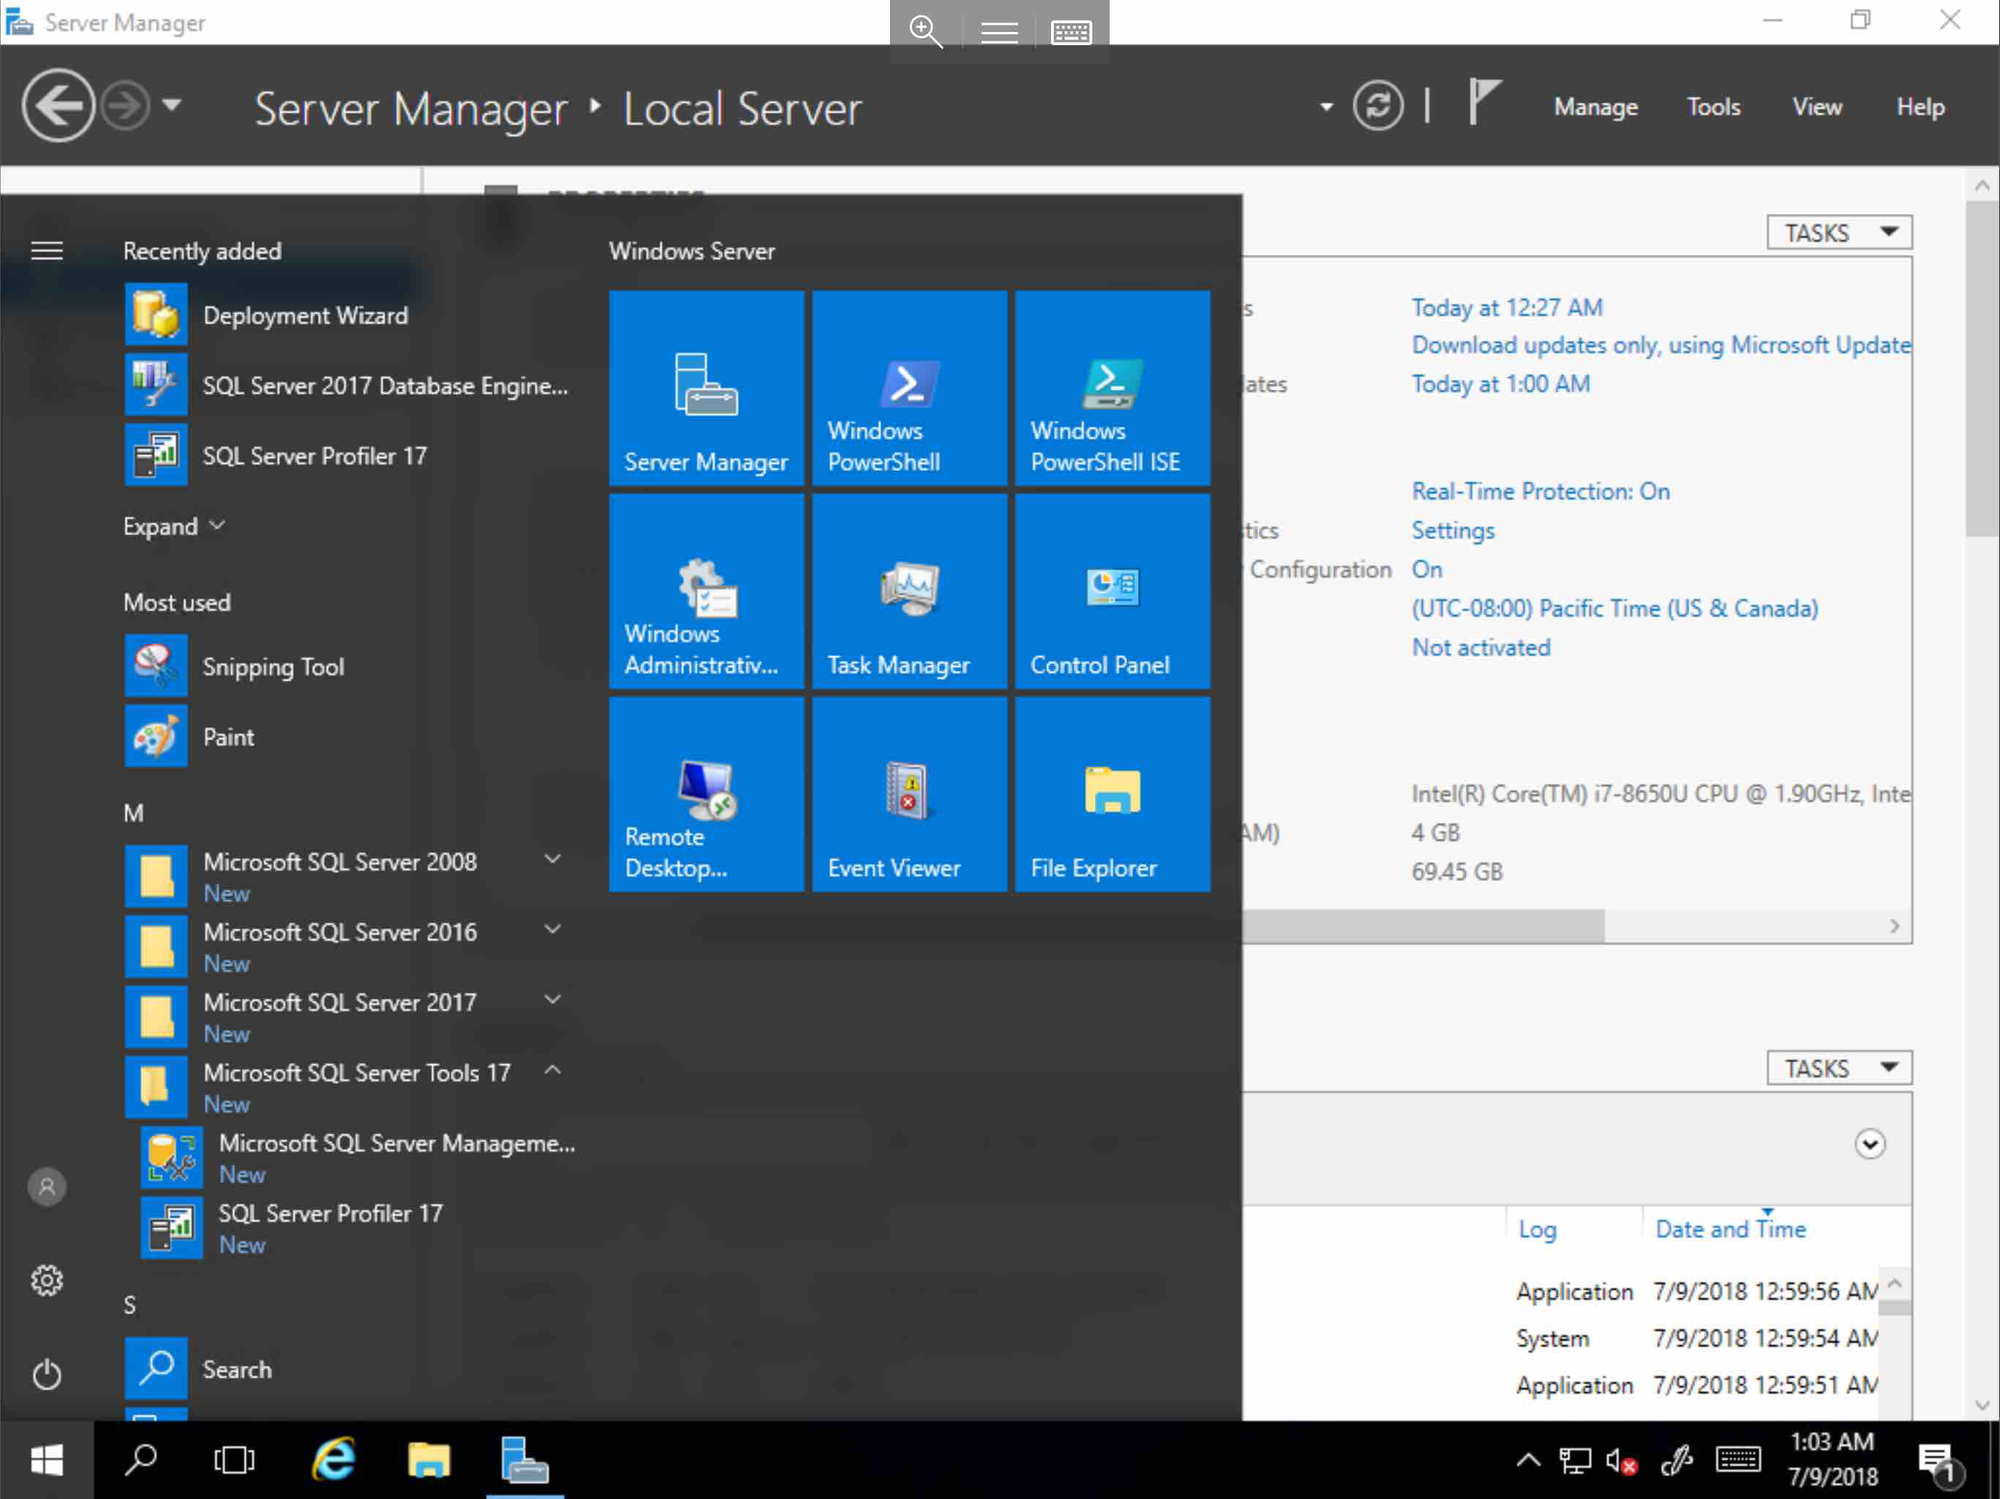 Server Manager
Server Manager
Local Server
Manage
Tools
View
Help
TASKS
Recently added
Deployment Wizard
SQL Server 2017 Database Engine...
SQL Server Profiler 17
Expand
Most used
Snipping Tool
Paint
M
Microsoft SQL Server 2008
New
Microsoft SQL Server 2016
New
Microsoft SQL Server 2017
New
Microsoft SQL Server Tools 17
New
Microsoft SQL Server Manageme...
New
SQL Server Profiler 17
New
S
Search
Windows Server
Server Manager
Windows
PowerShell
Windows
PowerShell ISE
Windows
Administrativ...
Task Manager
Control Panel
Remote
Desktop...
Event Viewer
File Explorer
s
Today at 12:27 AM
Download updates only, using Microsoft Update
lates
Today at 1:00 AM
Real-Time Protection: On
tics
Settings
Configuration
On
(UTC-08:00) Pacific Time (US & Canada)
Not activated
Intel(R) Core(TM) i7-8650U CPU @ 1.90GHz, Inte
AM)
4 GB
69.45 GB
TASKS
Log
Date and Time
Application
7/9/2018 12:59:56 AM
System
7/9/2018 12:59:54 AM
Application
7/9/2018 12:59:51 AM
1:03 AM
7/9/2018
1